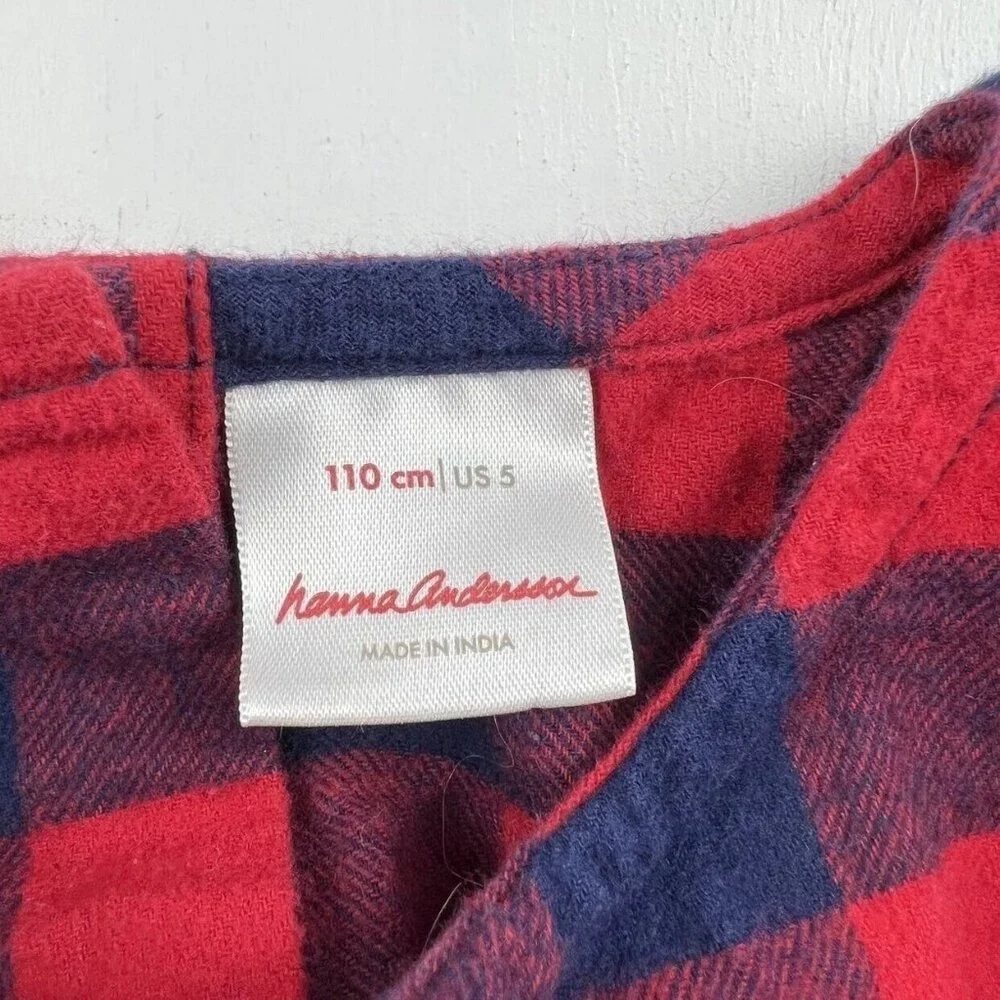 110 cm | US 5
hanna Andersson
MADE IN INDIA